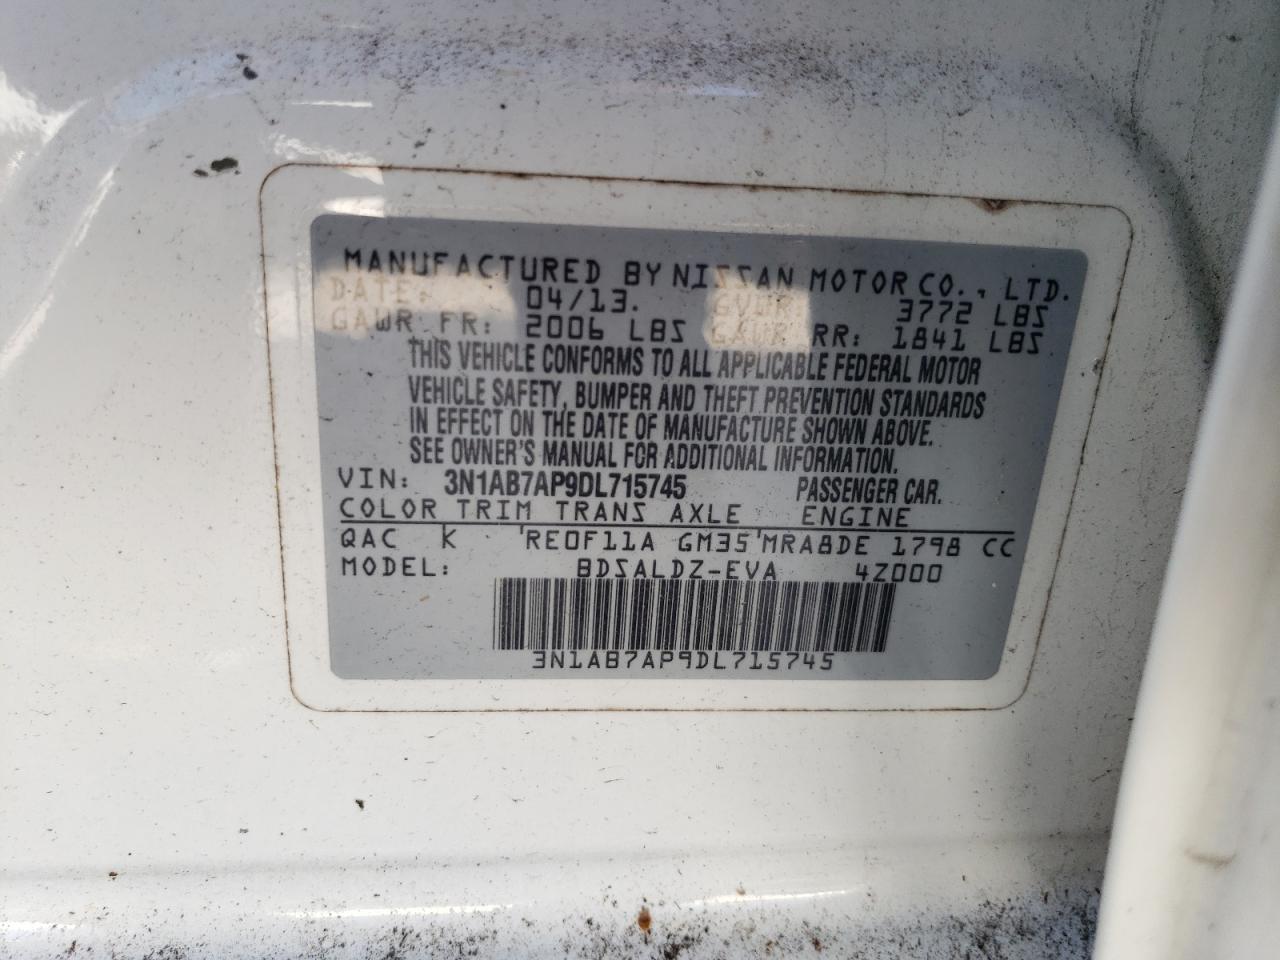 MANUFACTURED BY NISSAN MOTOR CO., LTD.
DATE: 04/13. GVWR: 3772 LBS
GAWR FR: 2006 LBS GAWR RR: 1841 LBS
THIS VEHICLE CONFORMS TO ALL APPLICABLE FEDERAL MOTOR
VEHICLE SAFETY, BUMPER AND THEFT PREVENTION STANDARDS
IN EFFECT ON THE DATE OF MANUFACTURE SHOWN ABOVE.
SEE OWNER'S MANUAL FOR ADDITIONAL INFORMATION.
VIN: 3N1AB7AP9DL715745 PASSENGER CAR.
COLOR TRIM TRANS AXLE ENGINE
QAC K 'RE0F11A GM35'MRA8DE 1798 CC
MODEL: BDSALDZ-EVA 4Z000
3N1AB7AP9DL715745